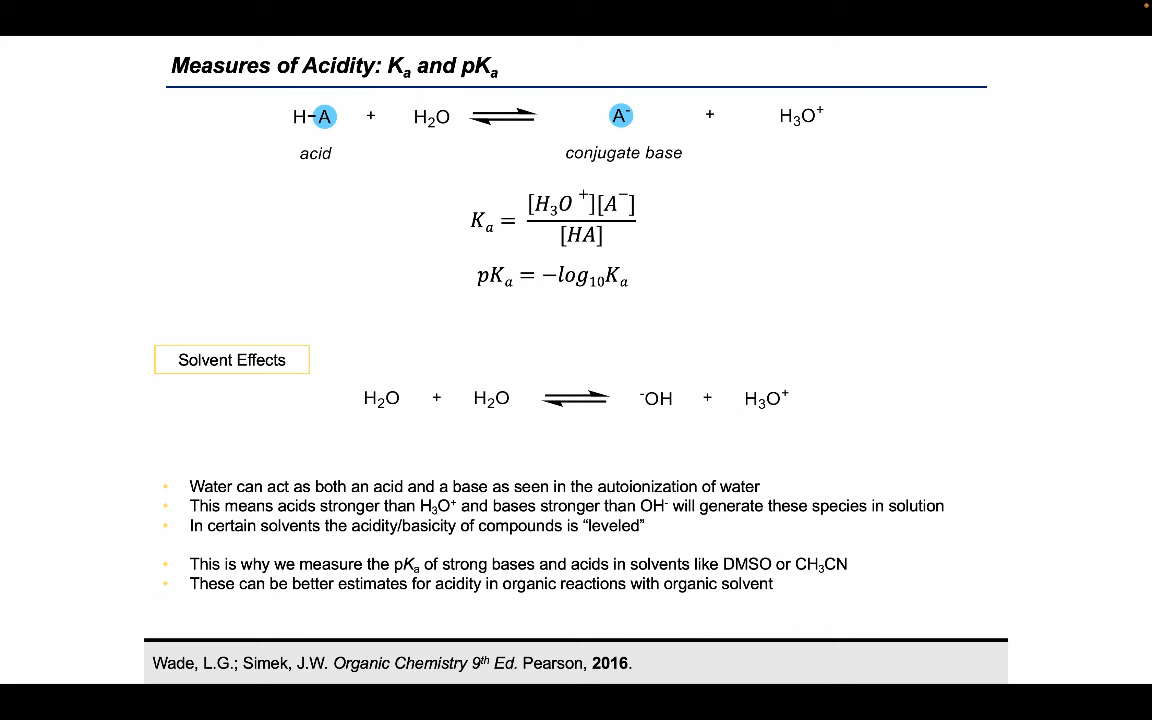 Measures of Acidity: Kₐ and pKₐ
H-A + H₂O ⇌ A⁻ + H₃O⁺
acid conjugate base
Kₐ = [H₃O⁺][A⁻] / [HA]
pKₐ = −log₁₀Kₐ
Solvent Effects
H₂O + H₂O ⇌ ⁻OH + H₃O⁺
• Water can act as both an acid and a base as seen in the autoionization of water
• This means acids stronger than H₃O⁺ and bases stronger than OH⁻ will generate these species in solution
• In certain solvents the acidity/basicity of compounds is “leveled”
• This is why we measure the pKₐ of strong bases and acids in solvents like DMSO or CH₃CN
• These can be better estimates for acidity in organic reactions with organic solvent
Wade, L.G.; Simek, J.W. Organic Chemistry 9th Ed. Pearson, 2016.